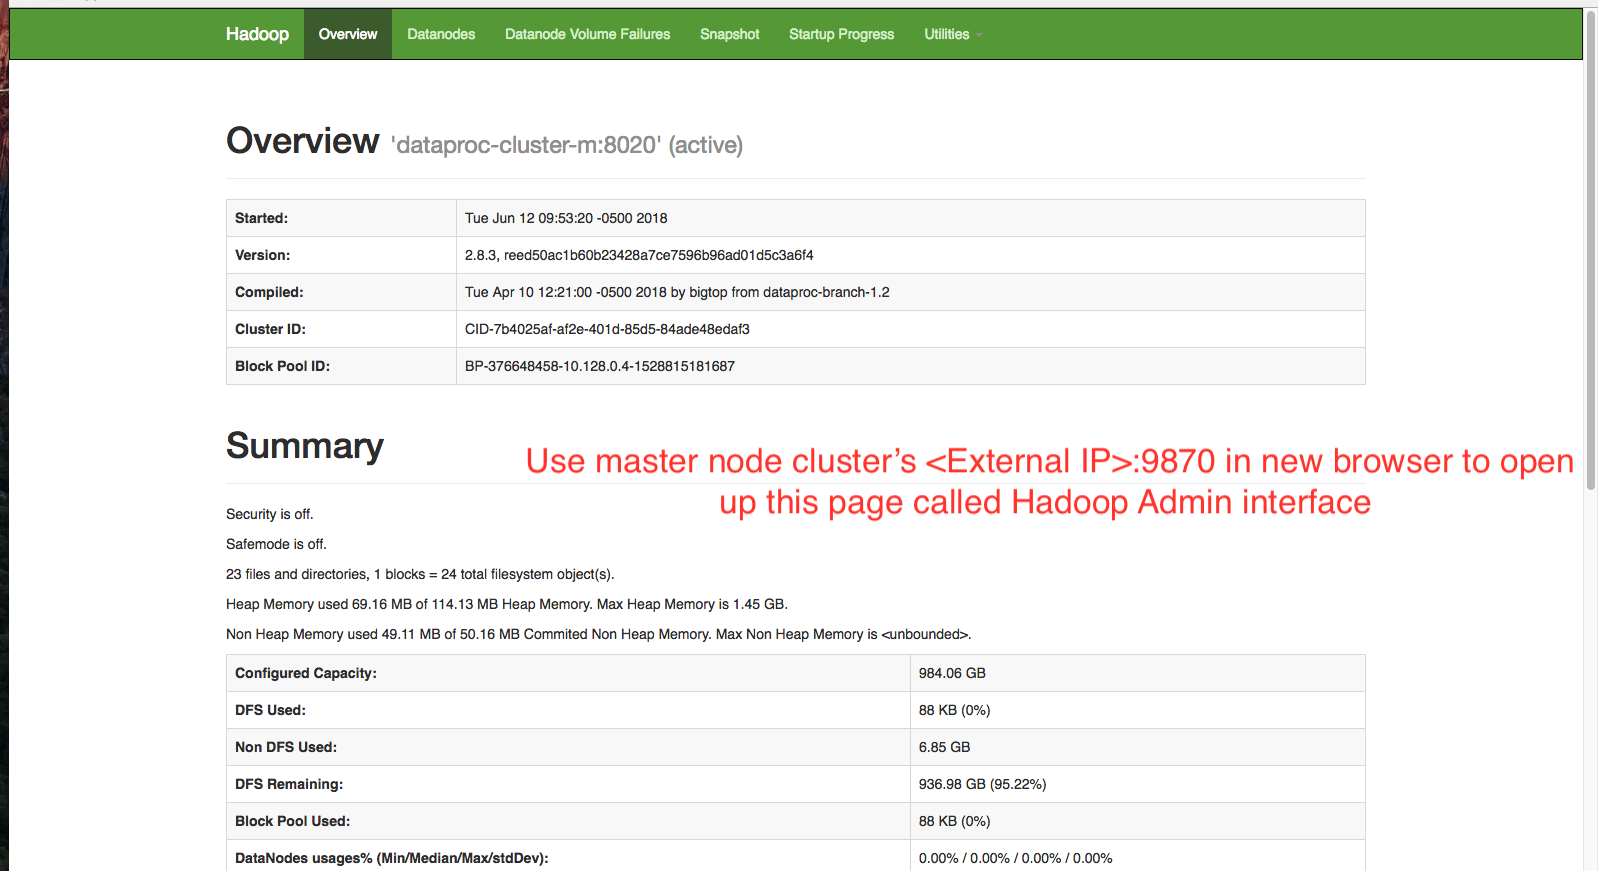 Hadoop Overview Datanodes Datanode Volume Failures Snapshot Startup Progress Utilities
Overview 'dataproc-cluster-m:8020' (active)
Started: Tue Jun 12 09:53:20 -0500 2018
Version: 2.8.3, reed50ac1b60b23428a7ce7596b96ad01d5c3a6f4
Compiled: Tue Apr 10 12:21:00 -0500 2018 by bigtop from dataproc-branch-1.2
Cluster ID: CID-7b4025af-af2e-401d-85d5-84ade48edaf3
Block Pool ID: BP-376648458-10.128.0.4-1528815181687
Summary
Use master node cluster’s <External IP>:9870 in new browser to open
up this page called Hadoop Admin interface
Security is off.
Safemode is off.
23 files and directories, 1 blocks = 24 total filesystem object(s).
Heap Memory used 69.16 MB of 114.13 MB Heap Memory. Max Heap Memory is 1.45 GB.
Non Heap Memory used 49.11 MB of 50.16 MB Commited Non Heap Memory. Max Non Heap Memory is <unbounded>.
Configured Capacity: 984.06 GB
DFS Used: 88 KB (0%)
Non DFS Used: 6.85 GB
DFS Remaining: 936.98 GB (95.22%)
Block Pool Used: 88 KB (0%)
DataNodes usages% (Min/Median/Max/stdDev): 0.00% / 0.00% / 0.00% / 0.00%